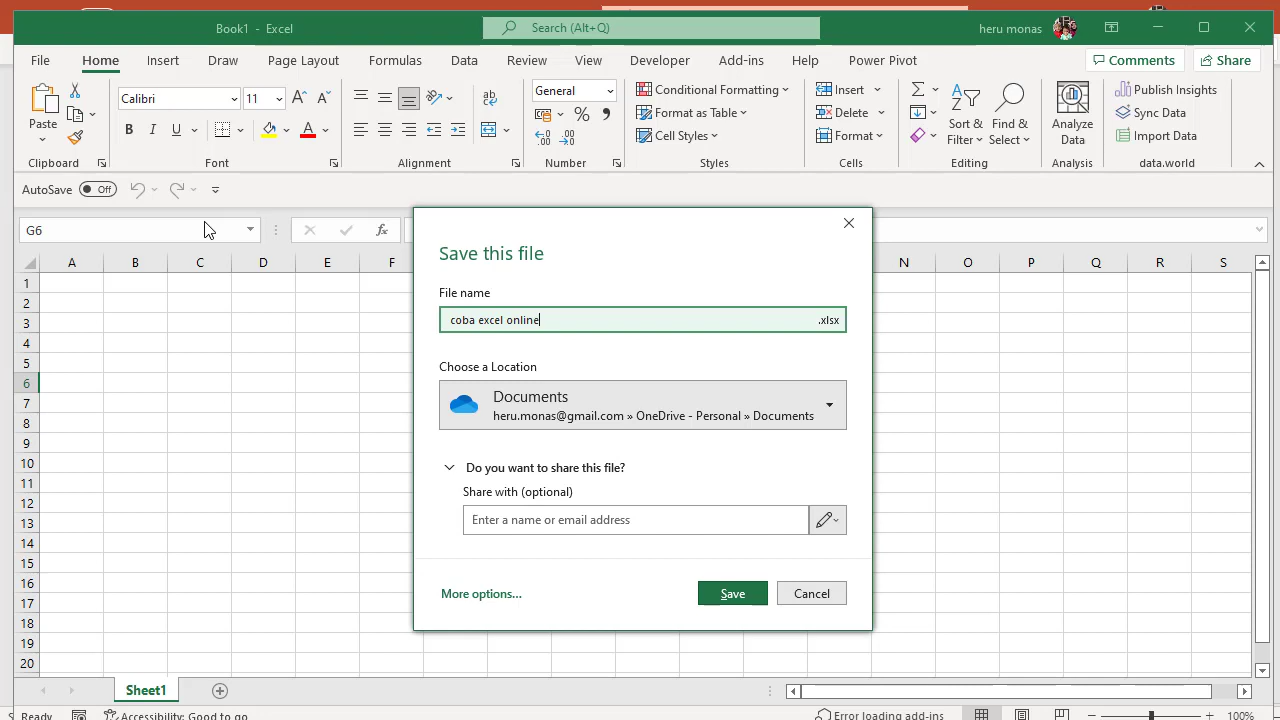 Book1 - Excel
Search (Alt+Q)
heru monas
File Home Insert Draw Page Layout Formulas Data Review View Developer Add-ins Help Power Pivot
Comments Share
Paste
Calibri 11
B I U A
ab
General
% 9
Conditional Formatting
Format as Table
Cell Styles
Insert
Delete
Format
Sort & Filter
Find & Select
Analyze Data
Publish Insights
Sync Data
Import Data
Clipboard Font Alignment Number Styles Cells Editing Analysis data.world
AutoSave Off
G6
fx
A B C D E F N O P Q R S
1
2
3
4
5
6
7
8
9
10
11
12
13
14
15
16
17
18
19
20
Save this file
File name
coba excel online .xlsx
Choose a Location
Documents
heru.monas@gmail.com » OneDrive - Personal » Documents
Do you want to share this file?
Share with (optional)
Enter a name or email address
More options...
Save Cancel
Sheet1
Ready Accessibility: Good to go Error loading add-ins 100%